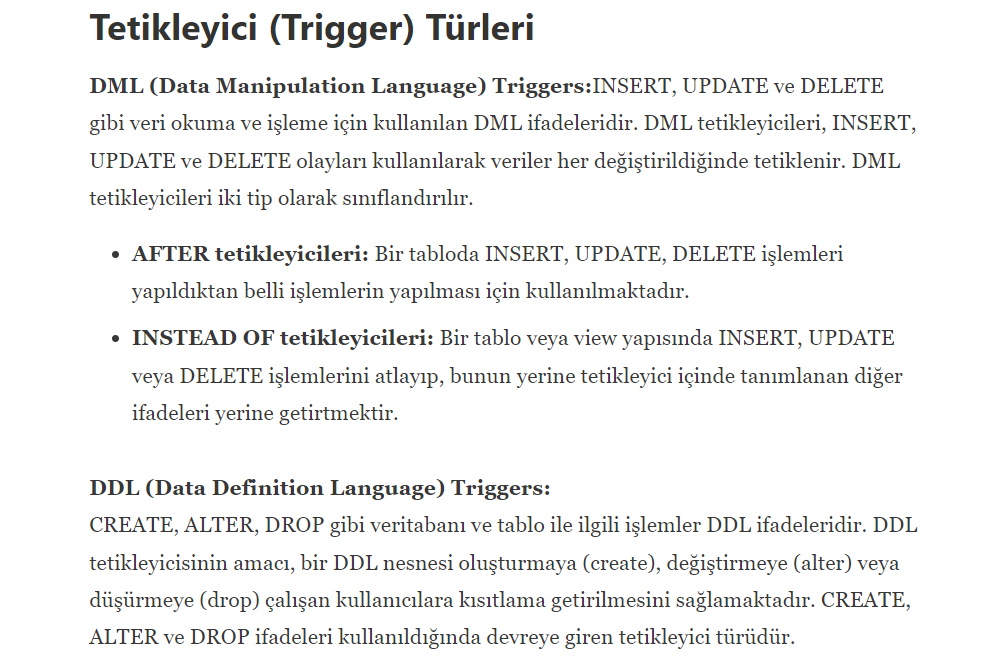 Tetikleyici (Trigger) Türleri
DML (Data Manipulation Language) Triggers:INSERT, UPDATE ve DELETE
gibi veri okuma ve işleme için kullanılan DML ifadeleridir. DML tetikleyicileri, INSERT,
UPDATE ve DELETE olayları kullanılarak veriler her değiştirildiğinde tetiklenir. DML
tetikleyicileri iki tip olarak sınıflandırılır.
• AFTER tetikleyicileri: Bir tabloda INSERT, UPDATE, DELETE işlemleri
yapıldıktan belli işlemlerin yapılması için kullanılmaktadır.
• INSTEAD OF tetikleyicileri: Bir tablo veya view yapısında INSERT, UPDATE
veya DELETE işlemlerini atlayıp, bunun yerine tetikleyici içinde tanımlanan diğer
ifadeleri yerine getirtmektir.
DDL (Data Definition Language) Triggers:
CREATE, ALTER, DROP gibi veritabanı ve tablo ile ilgili işlemler DDL ifadeleridir. DDL
tetikleyicisinin amacı, bir DDL nesnesi oluşturmaya (create), değiştirmeye (alter) veya
düşürmeye (drop) çalışan kullanıcılara kısıtlama getirilmesini sağlamaktadır. CREATE,
ALTER ve DROP ifadeleri kullanıldığında devreye giren tetikleyici türüdür.